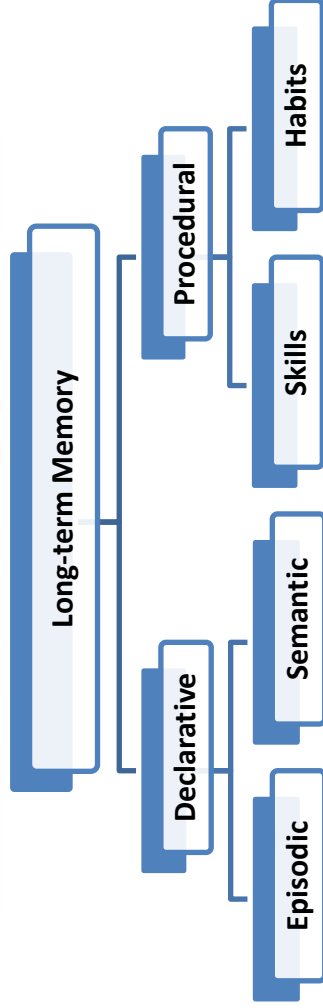 Long-term Memory
Declarative
Procedural
Episodic
Semantic
Skills
Habits